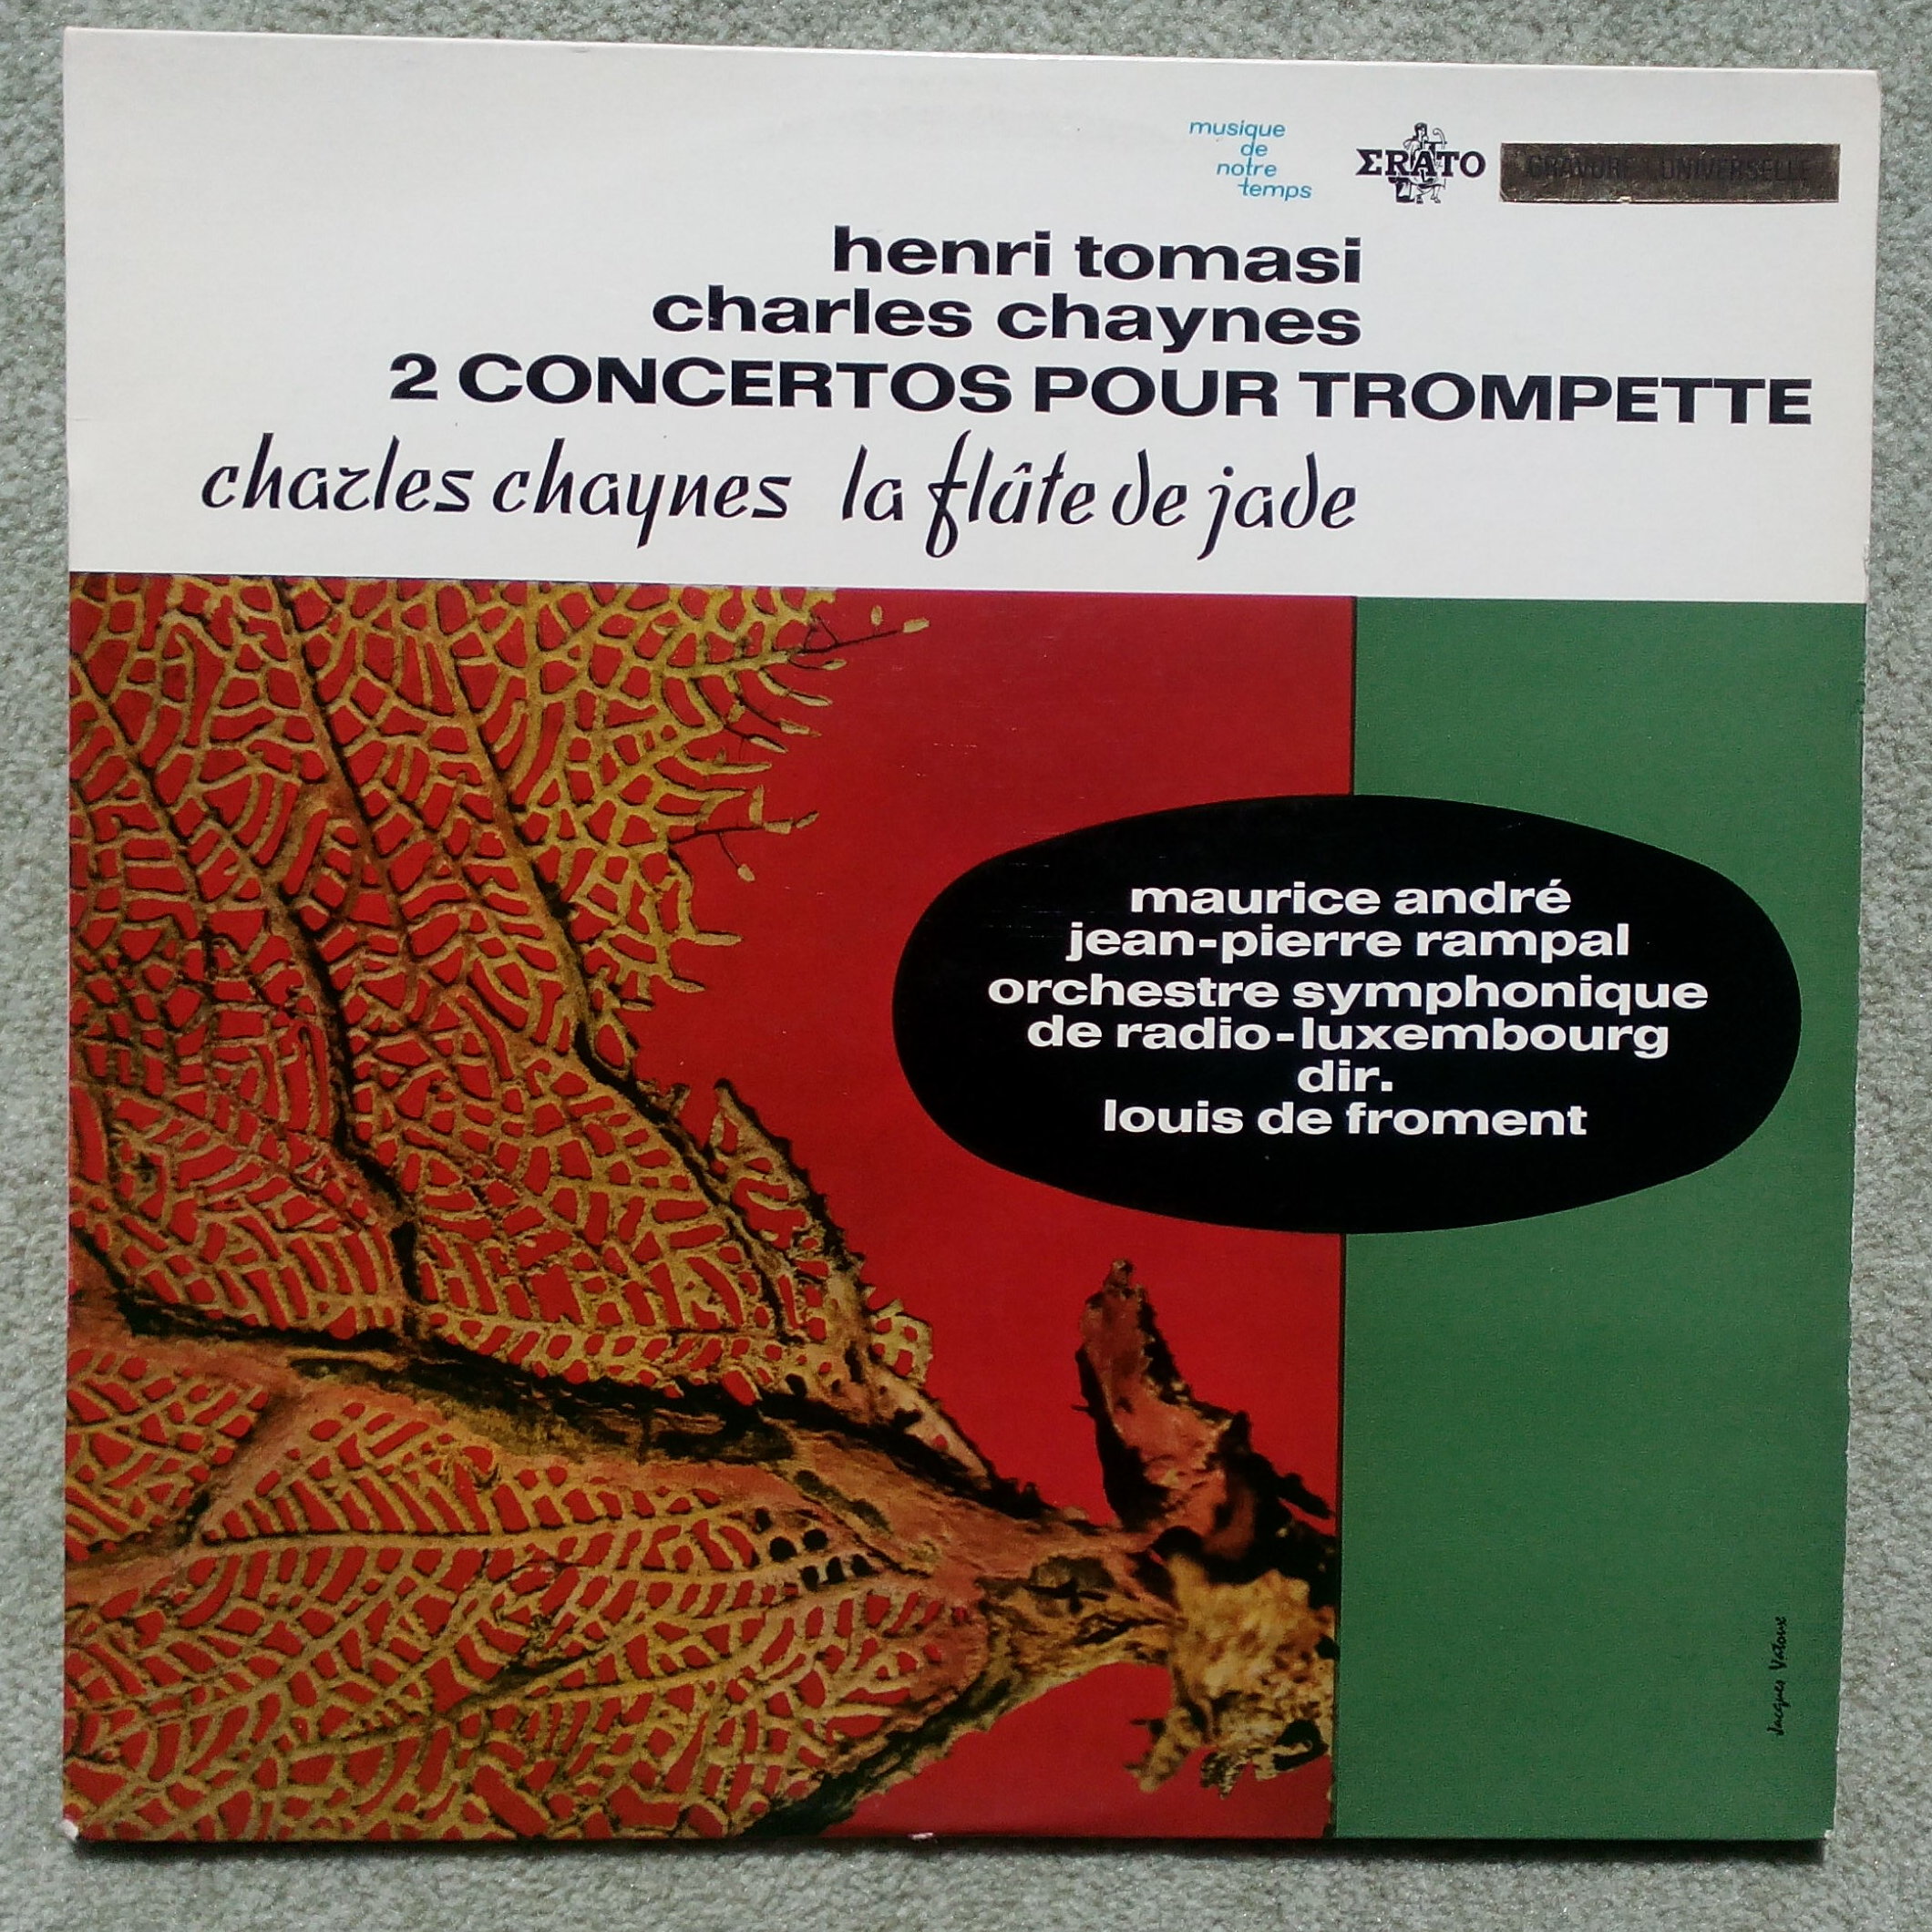 musique
de
notre
temps
ΣRATO
GRAVURE UNIVERSELLE
henri tomasi
charles chaynes
2 CONCERTOS POUR TROMPETTE
charles chaynes la flûte de jade
maurice andré
jean-pierre rampal
orchestre symphonique
de radio-luxembourg
dir.
louis de froment
Jacques Vatoux